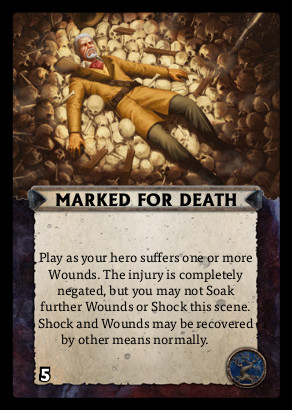 MARKED FOR DEATH
Play as your hero suffers one or more
Wounds. The injury is completely
negated, but you may not Soak
further Wounds or Shock this scene.
Shock and Wounds may be recovered
by other means normally.
5